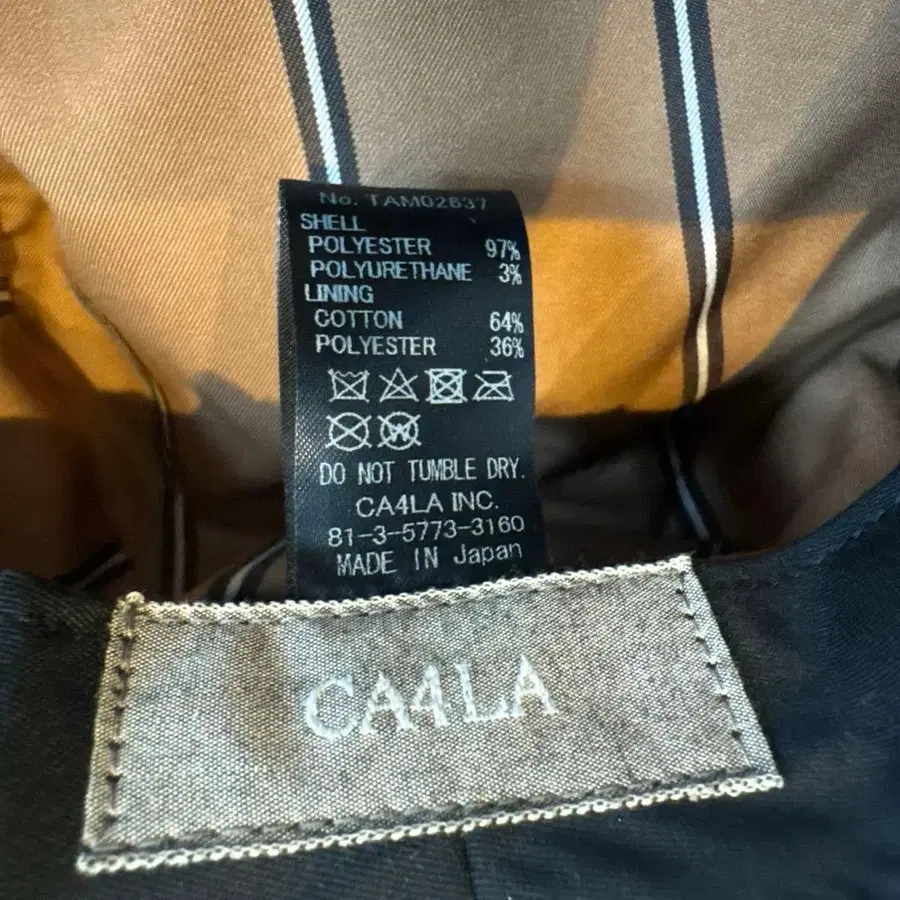 No. TAM02637
SHELL
POLYESTER 97%
POLYURETHANE 3%
LINING
COTTON 64%
POLYESTER 36%
DO NOT TUMBLE DRY.
CA4LA INC.
81-3-5773-3160
MADE IN Japan
CA4LA